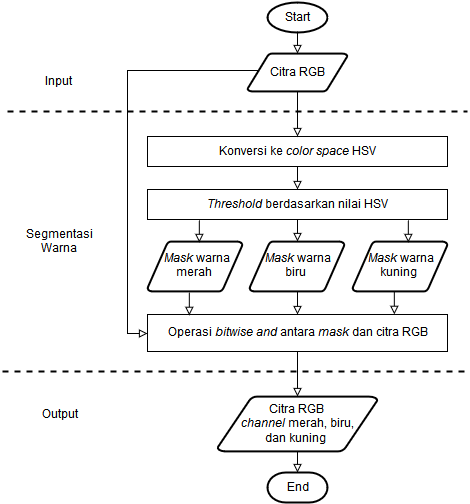 Start
Citra RGB
Input
Konversi ke color space HSV
Threshold berdasarkan nilai HSV
Segmentasi
Warna
Mask warna
merah
Mask warna
biru
Mask warna
kuning
Operasi bitwise and antara mask dan citra RGB
Output
Citra RGB
channel merah, biru,
dan kuning
End